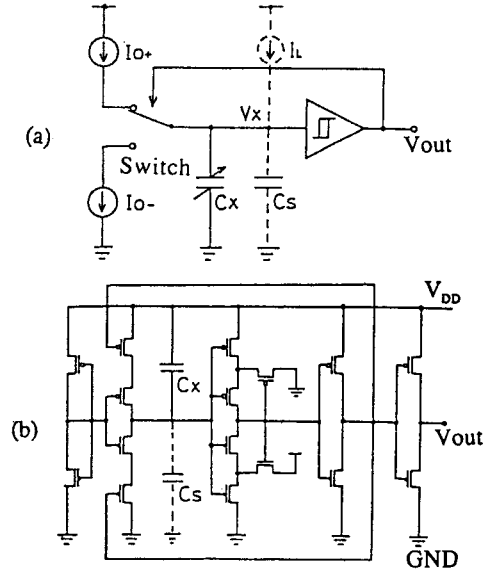 Io+
IL
(a)
Vx
Vout
Switch
Cx
Cs
Io-
VDD
Cx
(b)
Vout
Cs
GND